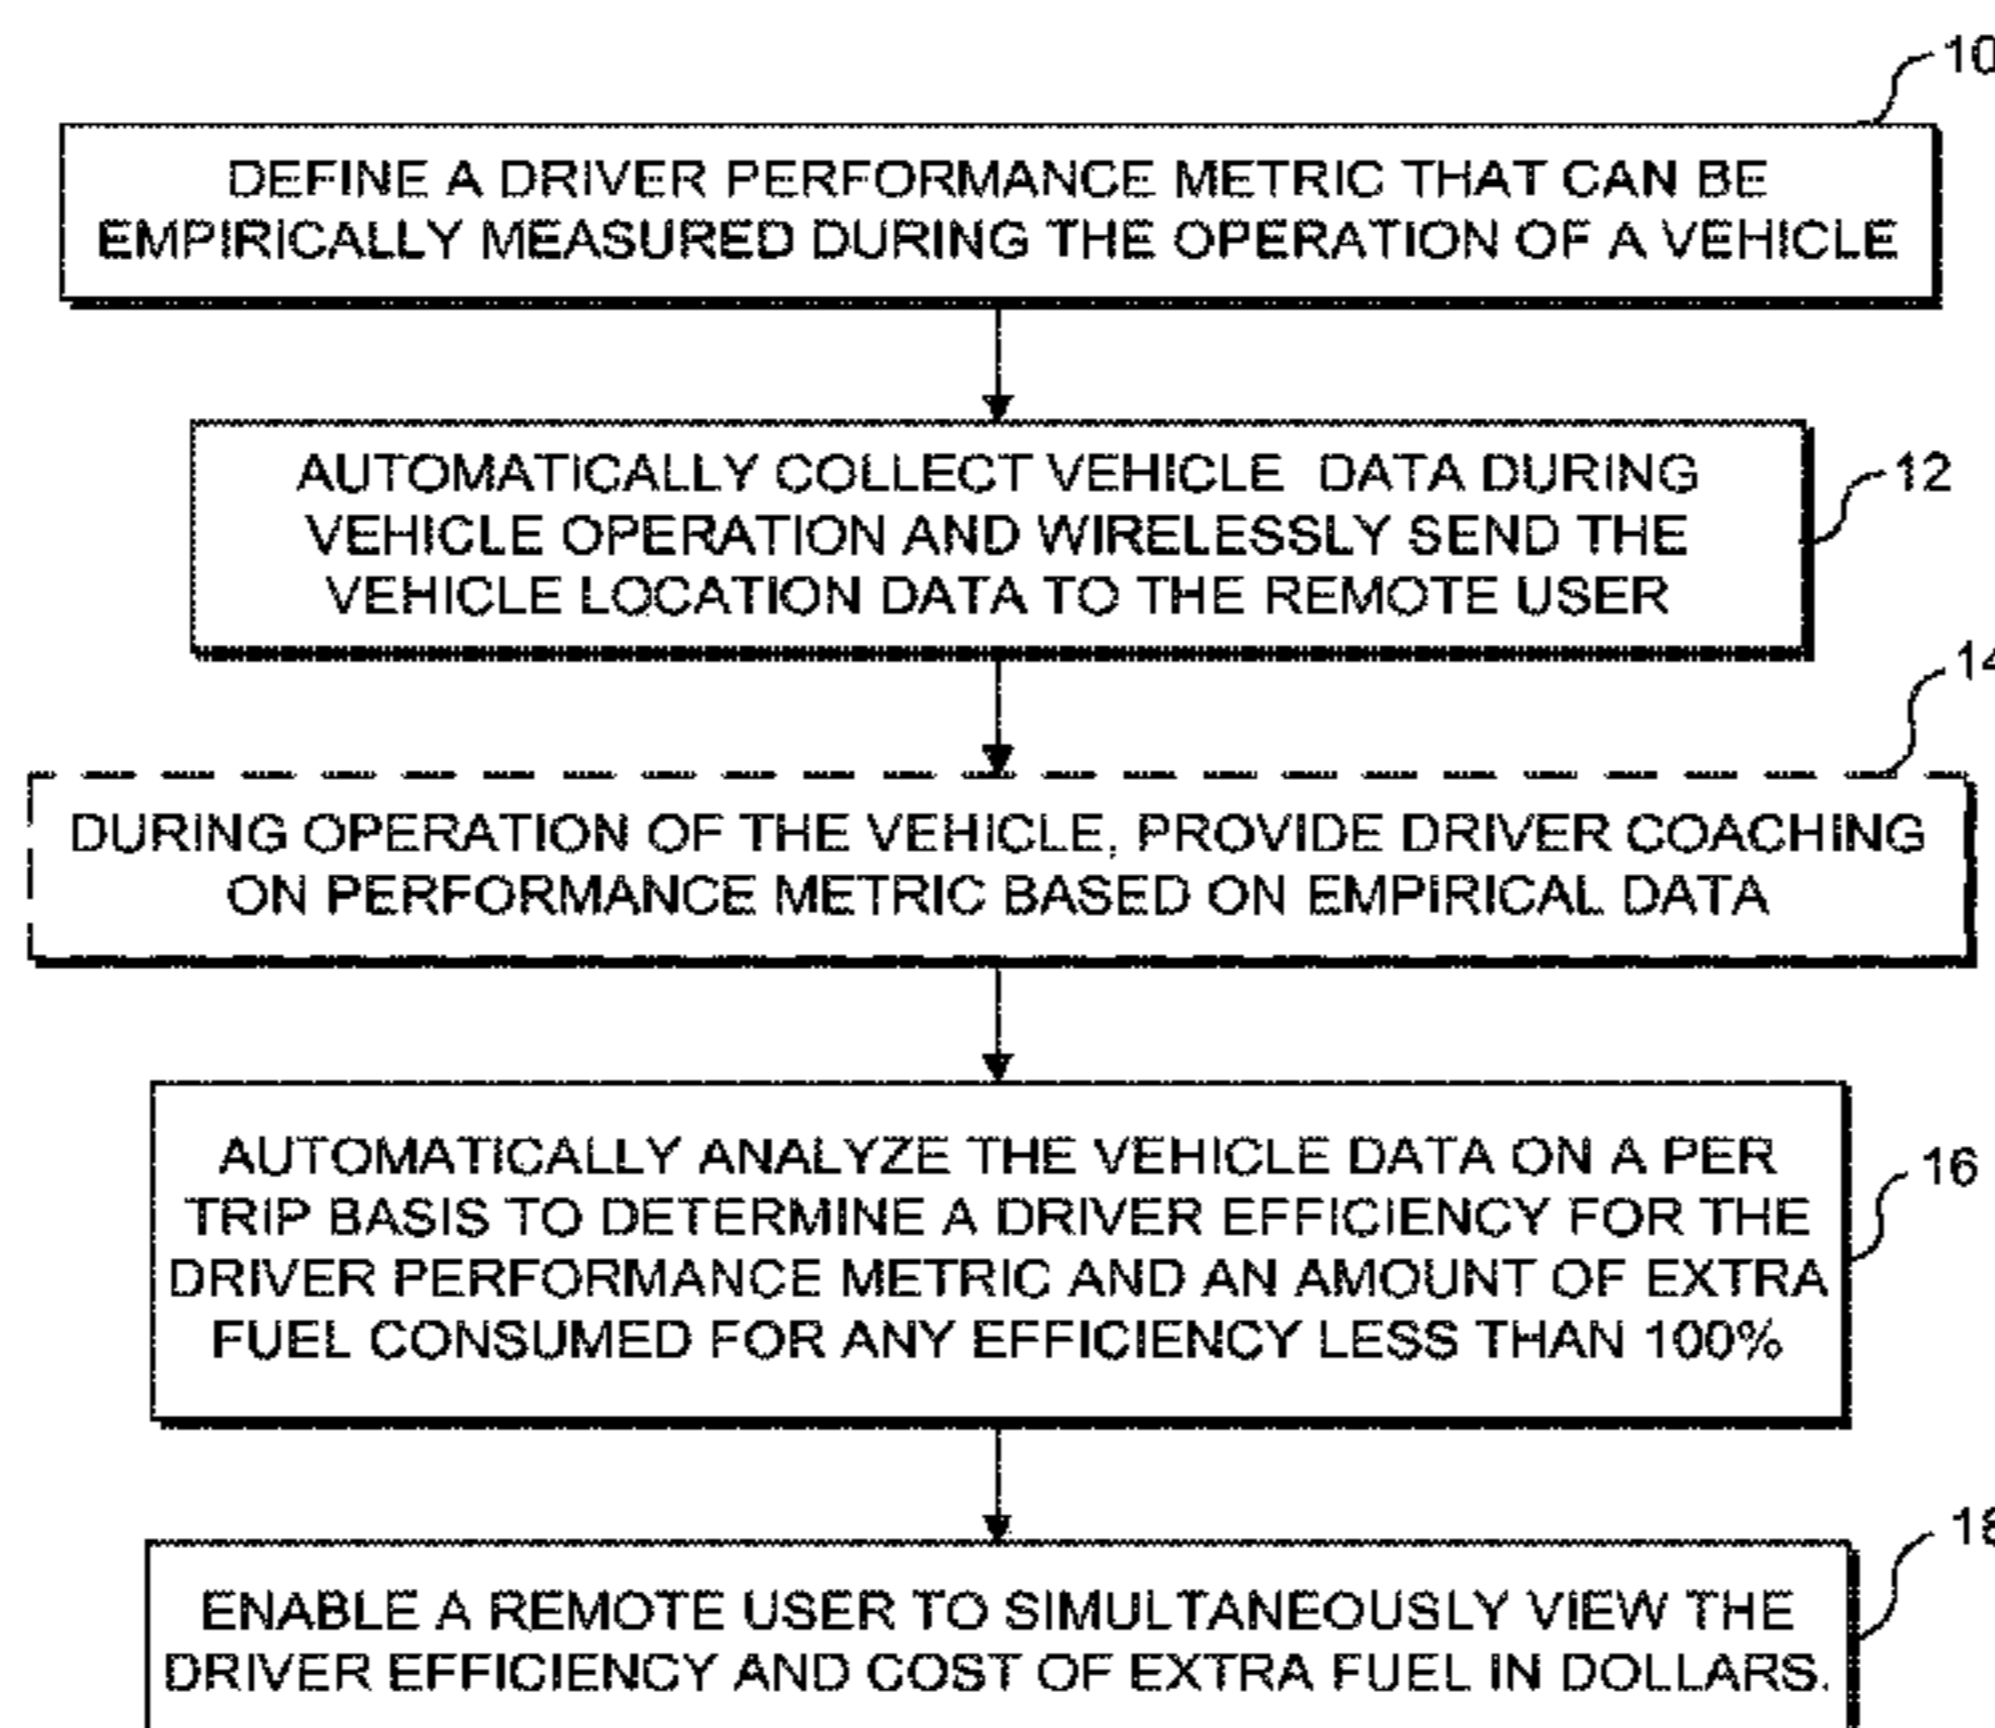 10
DEFINE A DRIVER PERFORMANCE METRIC THAT CAN BE
EMPIRICALLY MEASURED DURING THE OPERATION OF A VEHICLE
AUTOMATICALLY COLLECT VEHICLE DATA DURING
VEHICLE OPERATION AND WIRELESSLY SEND THE
VEHICLE LOCATION DATA TO THE REMOTE USER
12
14
DURING OPERATION OF THE VEHICLE, PROVIDE DRIVER COACHING
ON PERFORMANCE METRIC BASED ON EMPIRICAL DATA
AUTOMATICALLY ANALYZE THE VEHICLE DATA ON A PER
TRIP BASIS TO DETERMINE A DRIVER EFFICIENCY FOR THE
DRIVER PERFORMANCE METRIC AND AN AMOUNT OF EXTRA
FUEL CONSUMED FOR ANY EFFICIENCY LESS THAN 100%
16
18
ENABLE A REMOTE USER TO SIMULTANEOUSLY VIEW THE
DRIVER EFFICIENCY AND COST OF EXTRA FUEL IN DOLLARS.